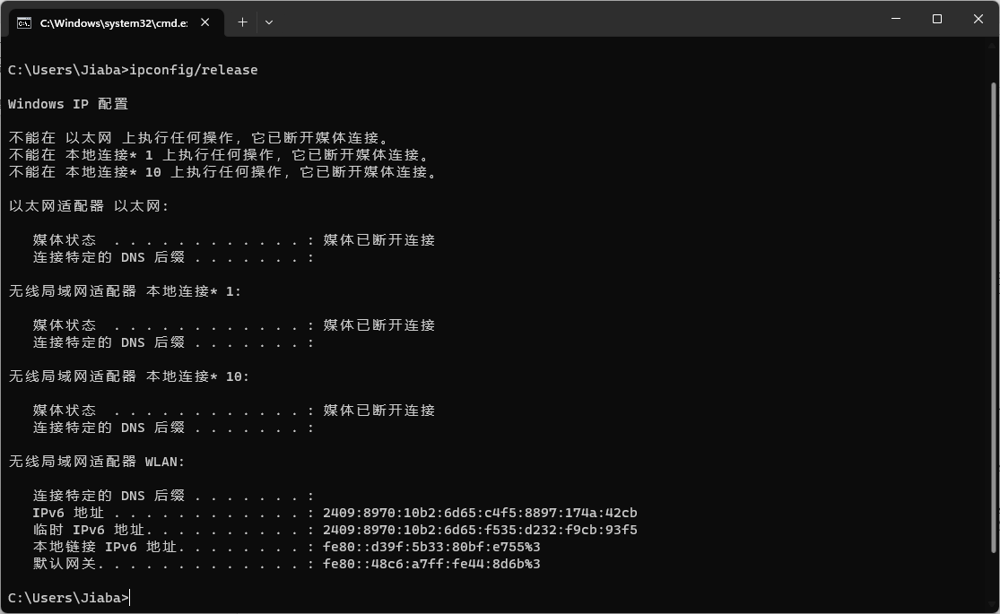 C:\Windows\system32\cmd.e
C:\Users\Jiaba>ipconfig/release
Windows IP 配置
不能在 以太网 上执行任何操作，它已断开媒体连接。
不能在 本地连接* 1 上执行任何操作，它已断开媒体连接。
不能在 本地连接* 10 上执行任何操作，它已断开媒体连接。
以太网适配器 以太网:
媒体状态  . . . . . . . . . . . . : 媒体已断开连接
连接特定的 DNS 后缀 . . . . . . . :
无线局域网适配器 本地连接* 1:
媒体状态  . . . . . . . . . . . . : 媒体已断开连接
连接特定的 DNS 后缀 . . . . . . . :
无线局域网适配器 本地连接* 10:
媒体状态  . . . . . . . . . . . . : 媒体已断开连接
连接特定的 DNS 后缀 . . . . . . . :
无线局域网适配器 WLAN:
连接特定的 DNS 后缀 . . . . . . . :
IPv6 地址 . . . . . . . . . . . . : 2409:8970:10b2:6d65:c4f5:8897:174a:42cb
临时 IPv6 地址. . . . . . . . . . : 2409:8970:10b2:6d65:f535:d232:f9cb:93f5
本地链接 IPv6 地址. . . . . . . . : fe80::d39f:5b33:80bf:e755%3
默认网关. . . . . . . . . . . . . : fe80::48c6:a7ff:fe44:8d6b%3
C:\Users\Jiaba>